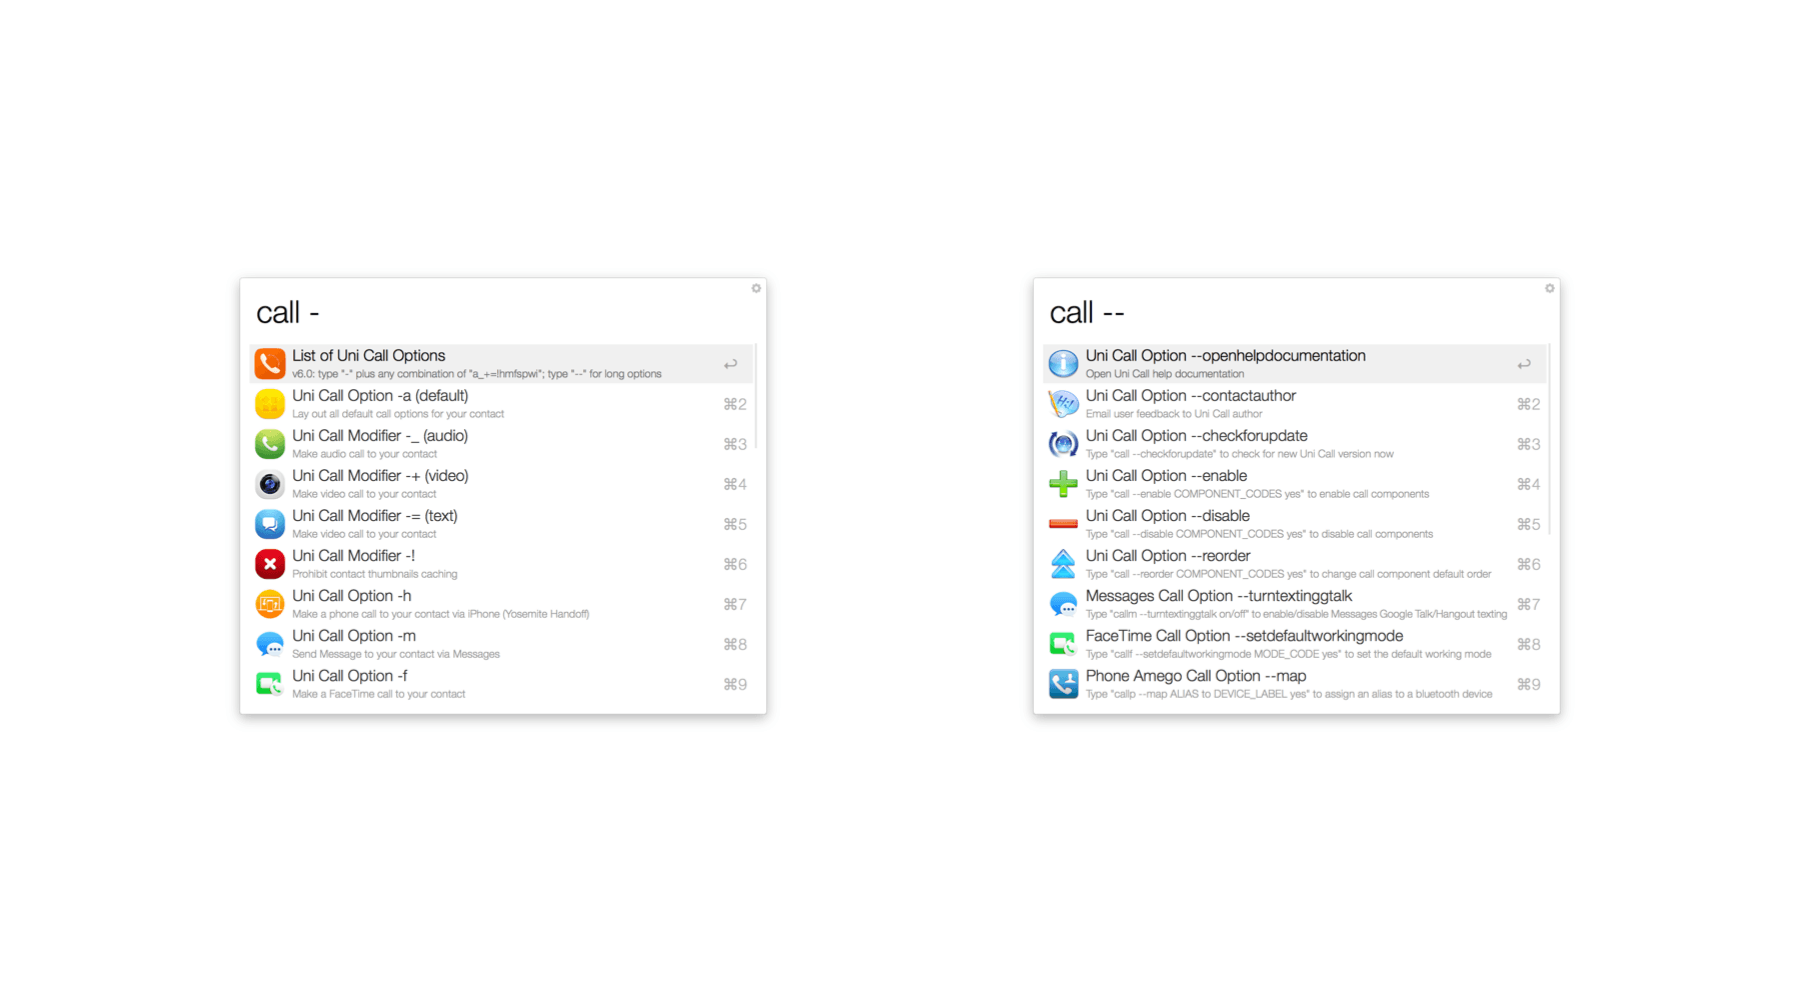 call -
List of Uni Call Options
v6.0: type "-" plus any combination of "a_+=!hmfspwi"; type "--" for long options
↩
Uni Call Option -a (default)
Lay out all default call options for your contact
⌘2
Uni Call Modifier -_ (audio)
Make audio call to your contact
⌘3
Uni Call Modifier -+ (video)
Make video call to your contact
⌘4
Uni Call Modifier -= (text)
Make video call to your contact
⌘5
Uni Call Modifier -!
Prohibit contact thumbnails caching
⌘6
Uni Call Option -h
Make a phone call to your contact via iPhone (Yosemite Handoff)
⌘7
Uni Call Option -m
Send Message to your contact via Messages
⌘8
Uni Call Option -f
Make a FaceTime call to your contact
⌘9
call --
Uni Call Option --openhelpdocumentation
Open Uni Call help documentation
↩
Uni Call Option --contactauthor
Email user feedback to Uni Call author
⌘2
Uni Call Option --checkforupdate
Type "call --checkforupdate" to check for new Uni Call version now
⌘3
Uni Call Option --enable
Type "call --enable COMPONENT_CODES yes" to enable call components
⌘4
Uni Call Option --disable
Type "call --disable COMPONENT_CODES yes" to disable call components
⌘5
Uni Call Option --reorder
Type "call --reorder COMPONENT_CODES yes" to change call component default order
⌘6
Messages Call Option --turntextinggtalk
Type "callm --turntextinggtalk on/off" to enable/disable Messages Google Talk/Hangout texting
⌘7
FaceTime Call Option --setdefaultworkingmode
Type "callf --setdefaultworkingmode MODE_CODE yes" to set the default working mode
⌘8
Phone Amego Call Option --map
Type "callp --map ALIAS to DEVICE_LABEL yes" to assign an alias to a bluetooth device
⌘9